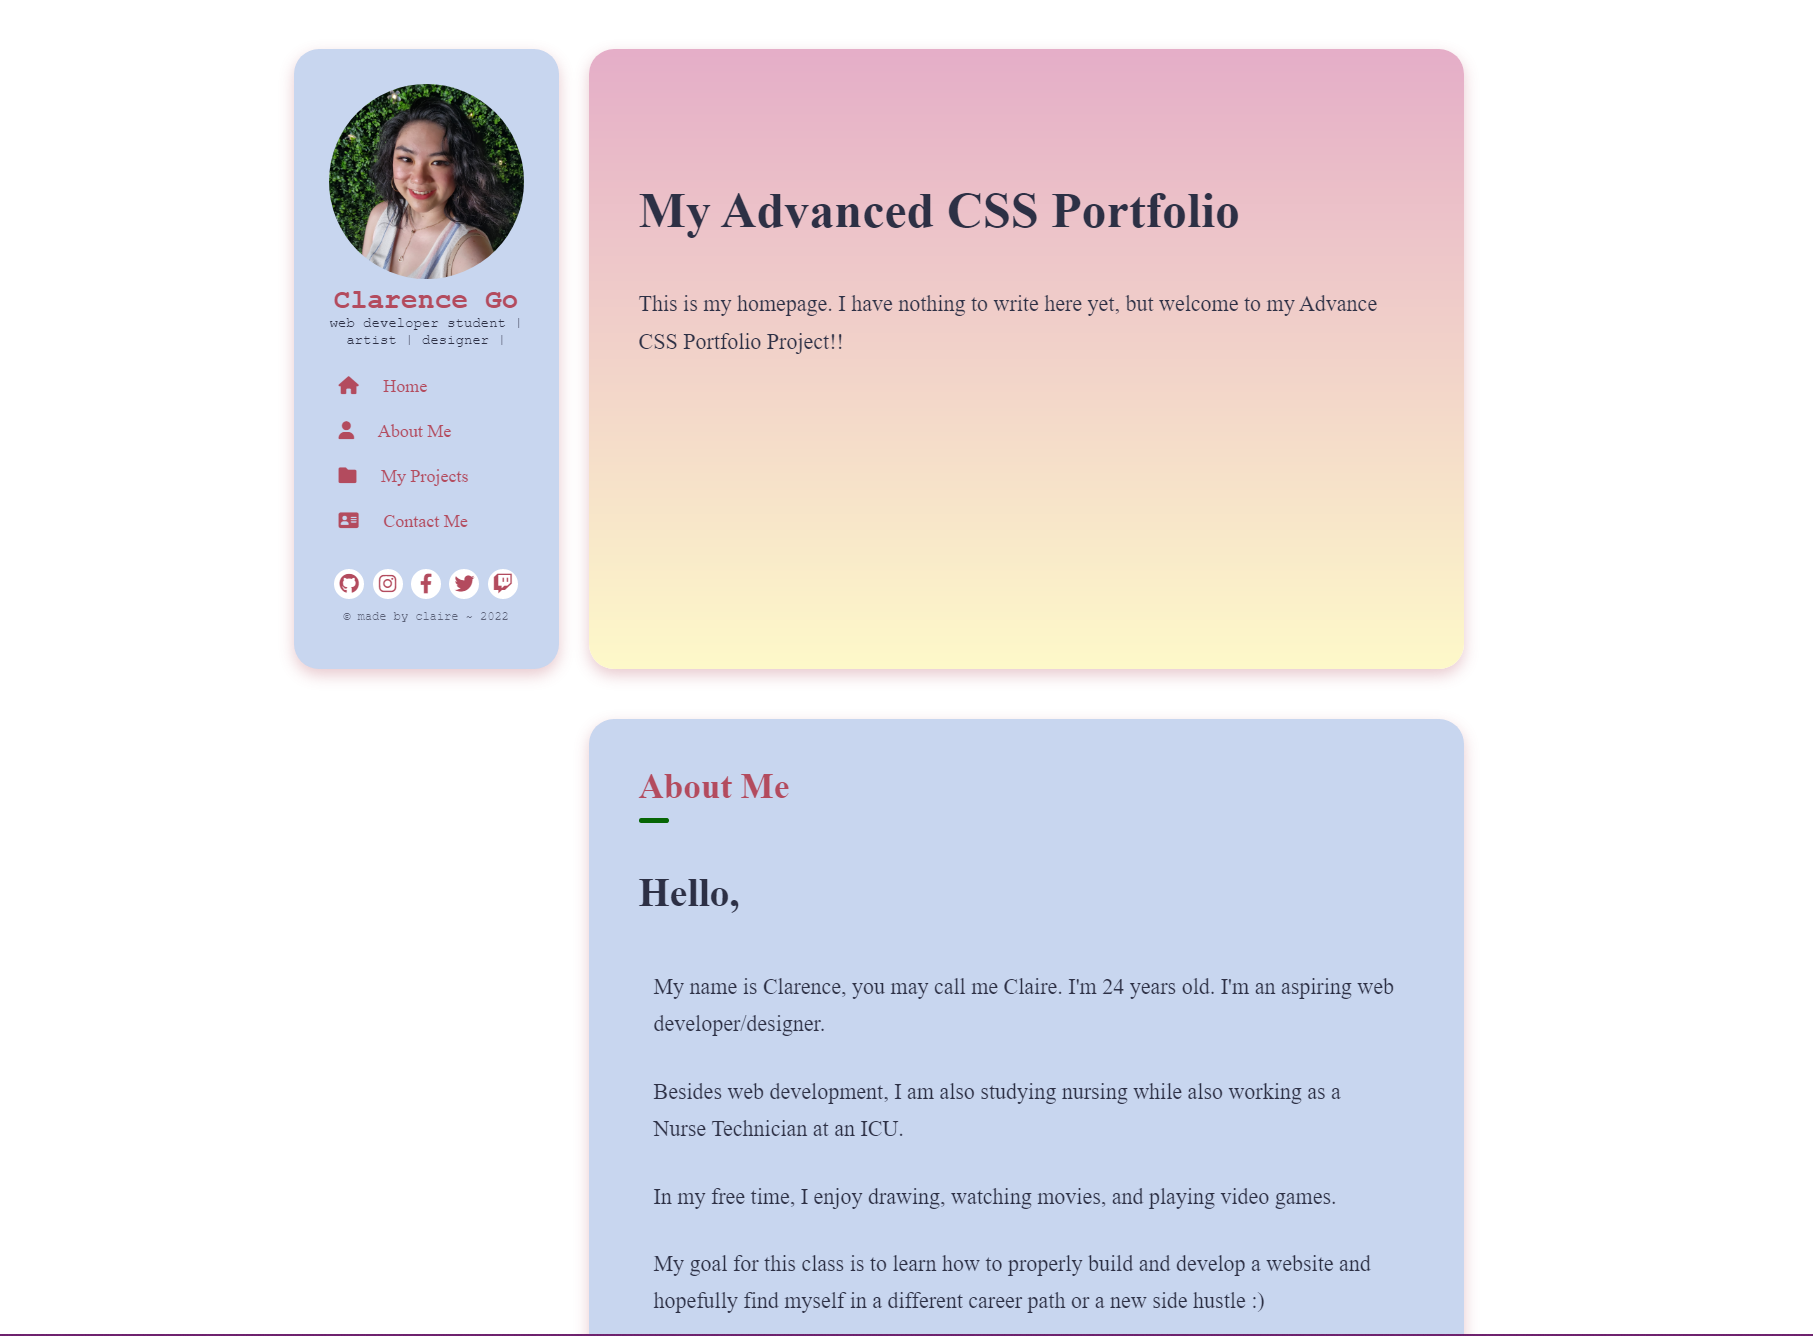 Clarence Go
web developer student |
artist | designer |
Home
About Me
My Projects
Contact Me
© made by claire ~ 2022
My Advanced CSS Portfolio
This is my homepage. I have nothing to write here yet, but welcome to my Advance
CSS Portfolio Project!!
About Me
Hello,
My name is Clarence, you may call me Claire. I'm 24 years old. I'm an aspiring web
developer/designer.
Besides web development, I am also studying nursing while also working as a
Nurse Technician at an ICU.
In my free time, I enjoy drawing, watching movies, and playing video games.
My goal for this class is to learn how to properly build and develop a website and
hopefully find myself in a different career path or a new side hustle :)